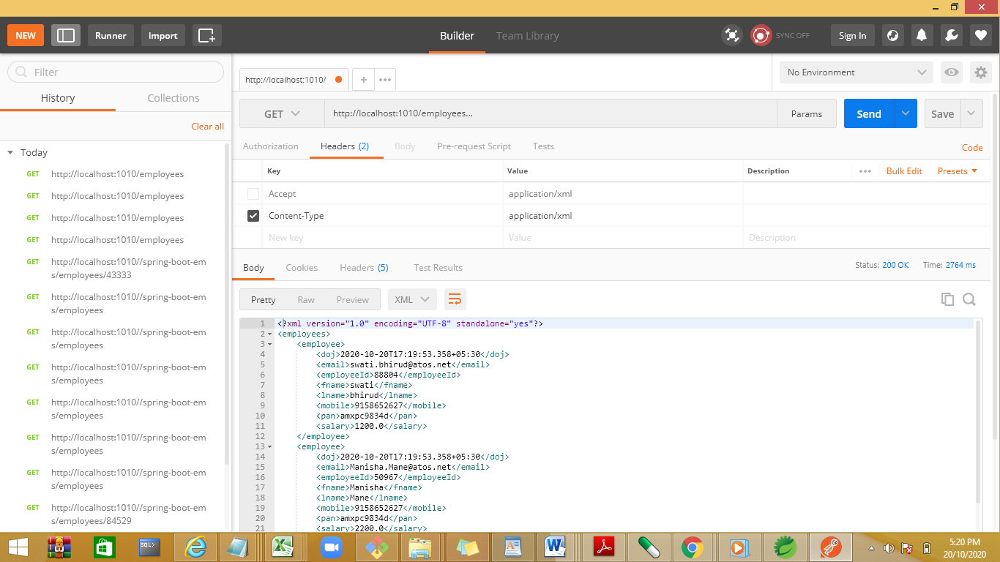 NEW
Runner
Import
Builder
Team Library
SYNC OFF
Sign In
Filter
History
Collections
Clear all
Today
GET http://localhost:1010/employees
GET http://localhost:1010/employees
GET http://localhost:1010/employees
GET http://localhost:1010/employees
GET http://localhost:1010//spring-boot-em
s/employees/43333
GET http://localhost:1010//spring-boot-em
s/employees
GET http://localhost:1010//spring-boot-em
s/employees
GET http://localhost:1010//spring-boot-em
s/employees
GET http://localhost:1010//spring-boot-em
s/employees
GET http://localhost:1010//spring-boot-em
s/employees
GET http://localhost:1010//spring-boot-em
s/employees
GET http://localhost:1010//spring-boot-em
s/employees/84529
http://localhost:1010/
No Environment
GET
http://localhost:1010/employees...
Params
Send
Save
Authorization
Headers (2)
Body
Pre-request Script
Tests
Code
Key
Value
Description
Bulk Edit
Presets
Accept
application/xml
Content-Type
application/xml
New key
Value
Description
Body
Cookies
Headers (5)
Test Results
Status: 200 OK
Time: 2764 ms
Pretty
Raw
Preview
XML
1 <?xml version="1.0" encoding="UTF-8" standalone="yes"?>
2 <employees>
3 <employee>
4 <doj>2020-10-20T17:19:53.358+05:30</doj>
5 <email>swati.bhirud@atos.net</email>
6 <employeeId>88804</employeeId>
7 <fname>swati</fname>
8 <lname>bhirud</lname>
9 <mobile>9158652627</mobile>
10 <pan>amxpc9834d</pan>
11 <salary>1200.0</salary>
12 </employee>
13 <employee>
14 <doj>2020-10-20T17:19:53.358+05:30</doj>
15 <email>Manisha.Mane@atos.net</email>
16 <employeeId>50967</employeeId>
17 <fname>Manisha</fname>
18 <lname>Mane</lname>
19 <mobile>9158652627</mobile>
20 <pan>amxpc9834d</pan>
21 <salary>2200.0</salary>
SQL>
5:20 PM
20/10/2020